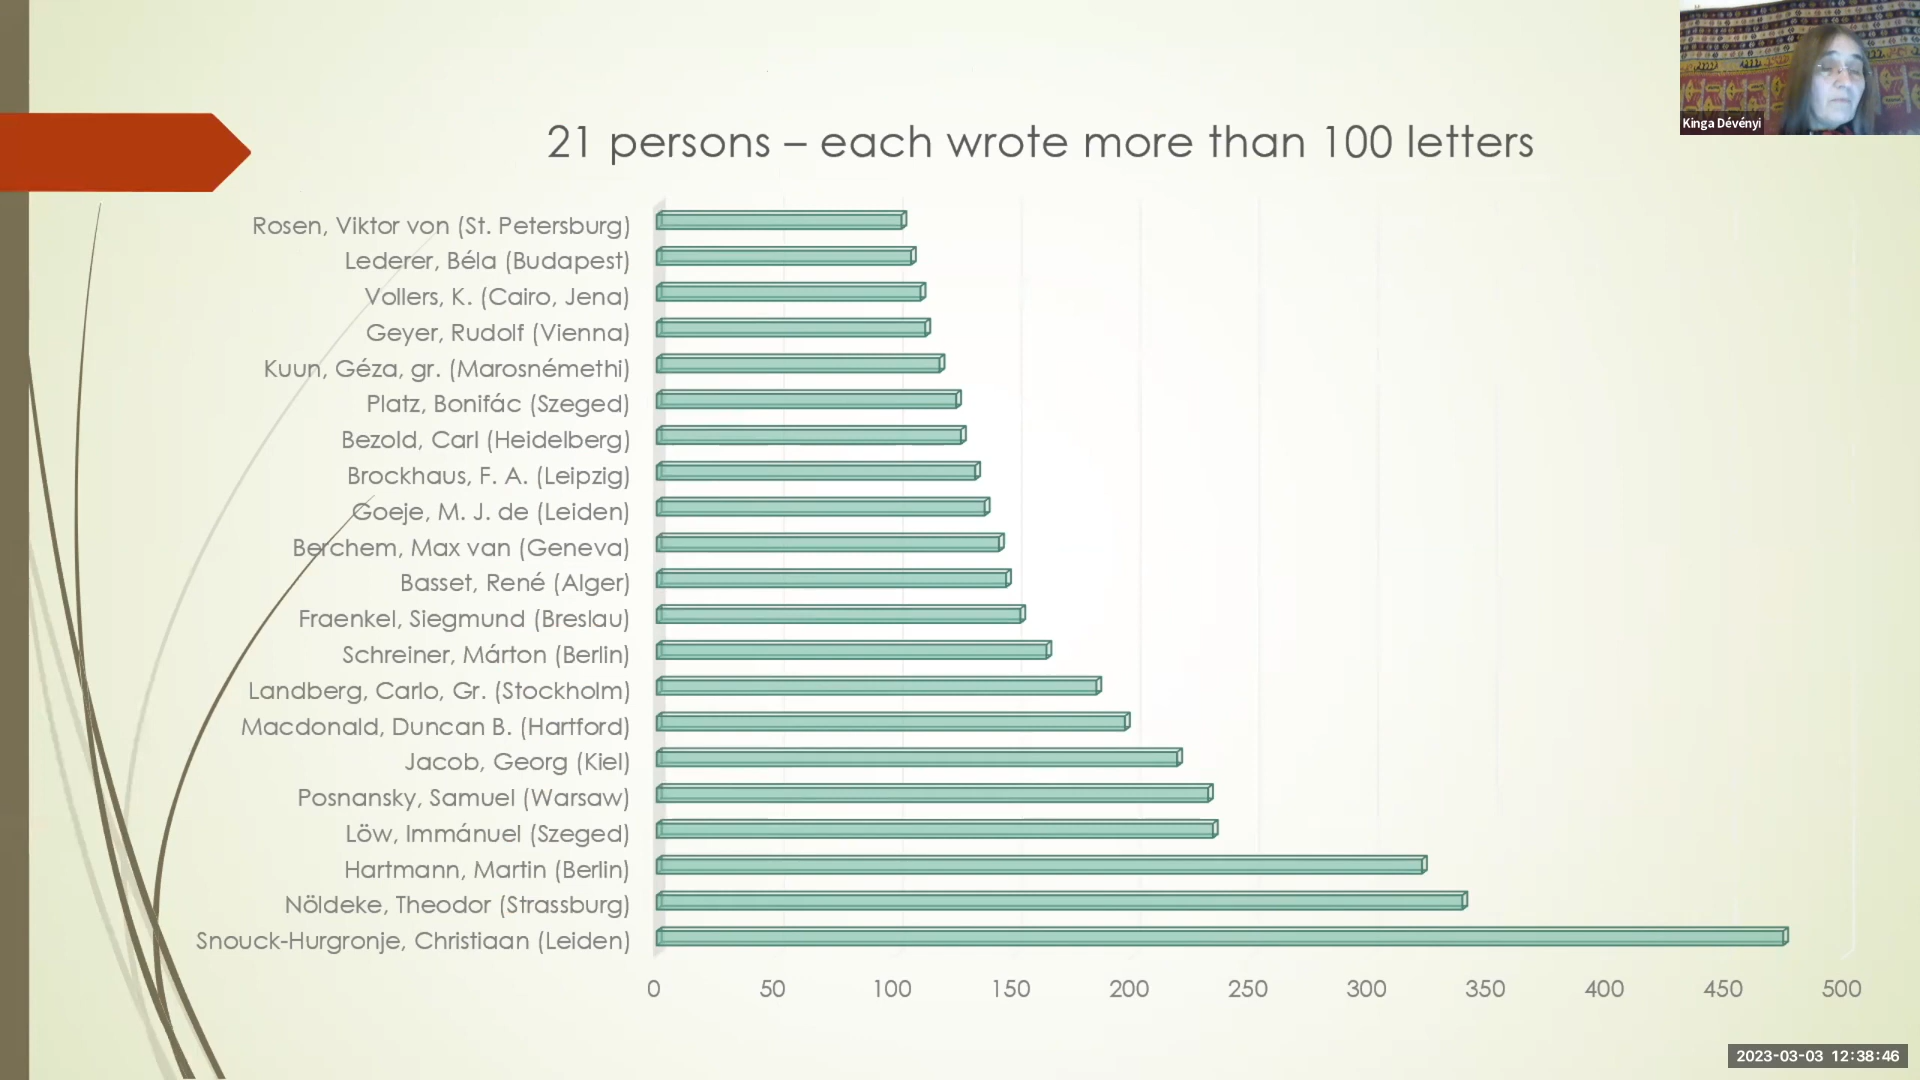 Kinga Dévényi
21 persons – each wrote more than 100 letters
Rosen, Viktor von (St. Petersburg)
Lederer, Béla (Budapest)
Vollers, K. (Cairo, Jena)
Geyer, Rudolf (Vienna)
Kuun, Géza, gr. (Marosnémethi)
Platz, Bonifác (Szeged)
Bezold, Carl (Heidelberg)
Brockhaus, F. A. (Leipzig)
Goeje, M. J. de (Leiden)
Berchem, Max van (Geneva)
Basset, René (Alger)
Fraenkel, Siegmund (Breslau)
Schreiner, Márton (Berlin)
Landberg, Carlo, Gr. (Stockholm)
Macdonald, Duncan B. (Hartford)
Jacob, Georg (Kiel)
Posnansky, Samuel (Warsaw)
Löw, Immánuel (Szeged)
Hartmann, Martin (Berlin)
Nöldeke, Theodor (Strassburg)
Snouck-Hurgronje, Christiaan (Leiden)
0 50 100 150 200 250 300 350 400 450 500
2023-03-03 12:38:46